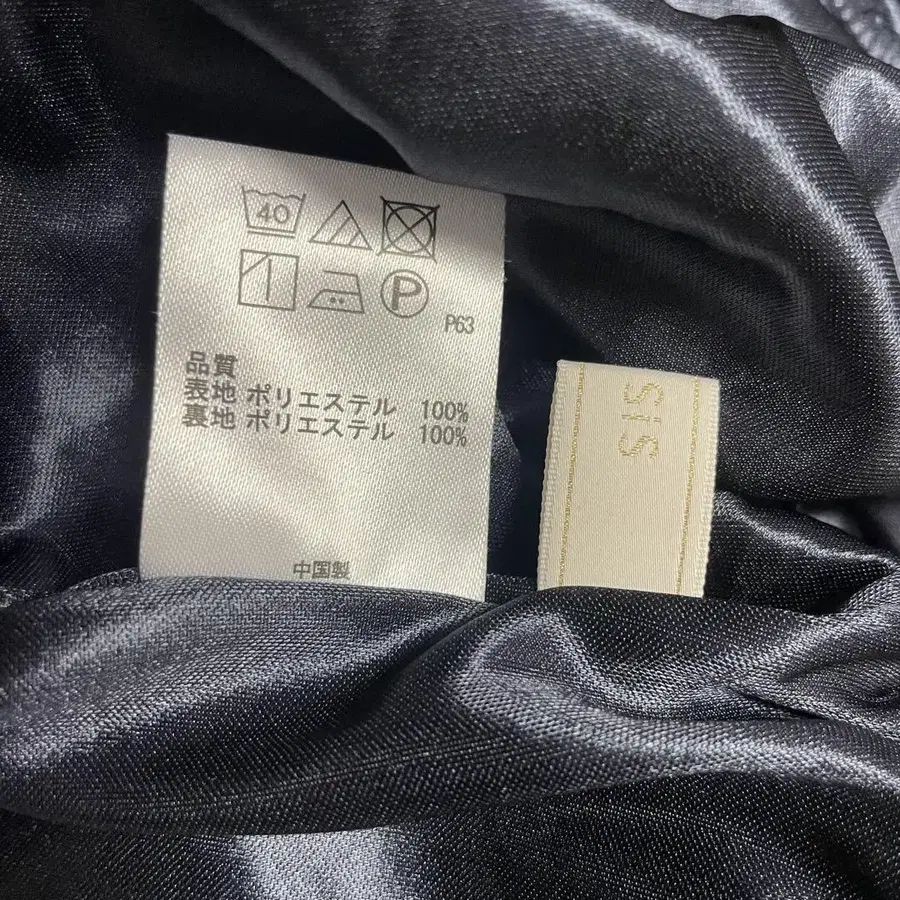 40
P
P63
品質
表地 ポリエステル 100%
裏地 ポリエステル 100%
中国製
SIS